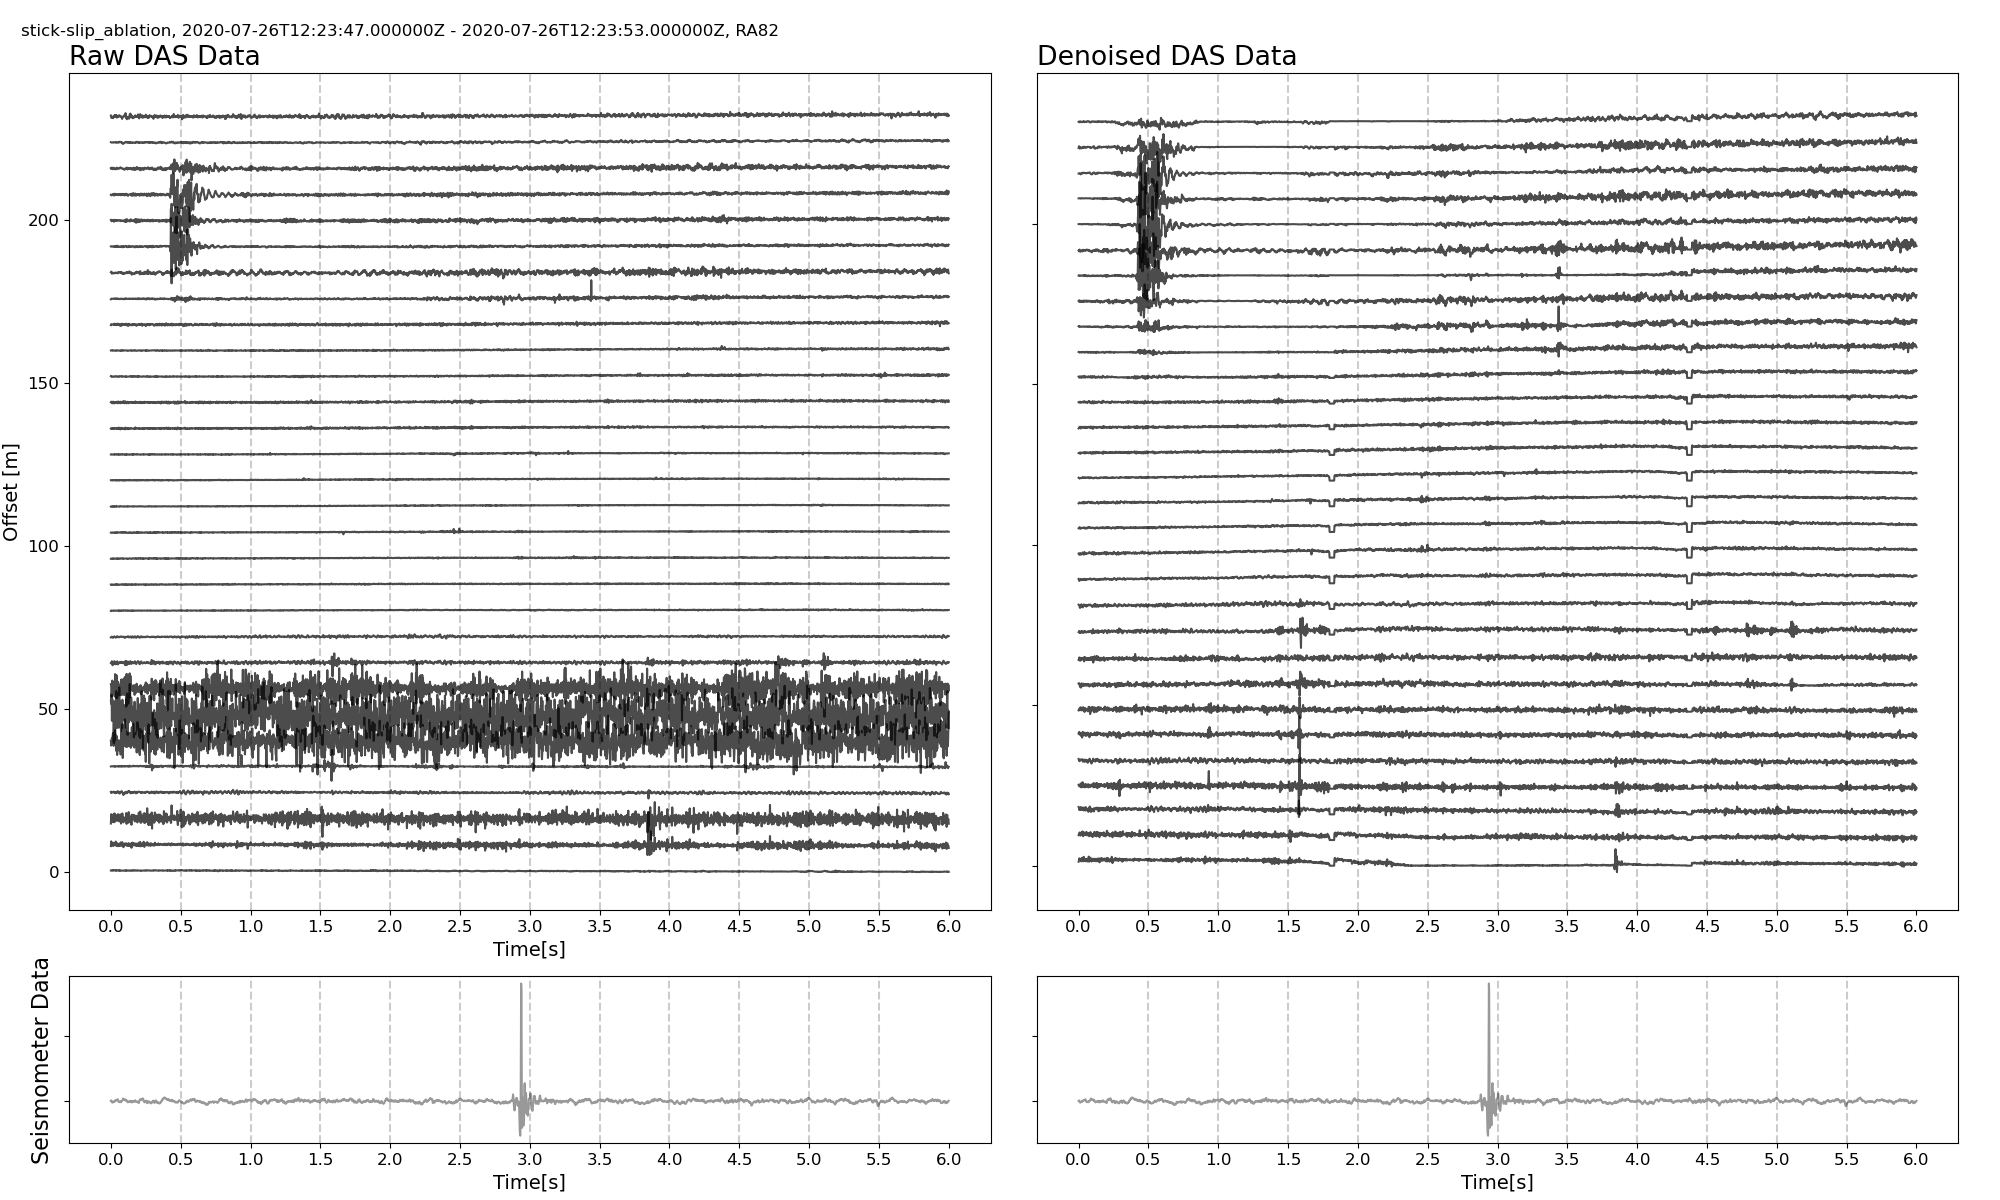 stick-slip_ablation, 2020-07-26T12:23:47.000000Z - 2020-07-26T12:23:53.000000Z, RA82
Raw DAS Data
Denoised DAS Data
Offset [m]
200
150
100
50
0
0.0 0.5 1.0 1.5 2.0 2.5 3.0 3.5 4.0 4.5 5.0 5.5 6.0
Time[s]
0.0 0.5 1.0 1.5 2.0 2.5 3.0 3.5 4.0 4.5 5.0 5.5 6.0
Seismometer Data
0.0 0.5 1.0 1.5 2.0 2.5 3.0 3.5 4.0 4.5 5.0 5.5 6.0
Time[s]
0.0 0.5 1.0 1.5 2.0 2.5 3.0 3.5 4.0 4.5 5.0 5.5 6.0
Time[s]